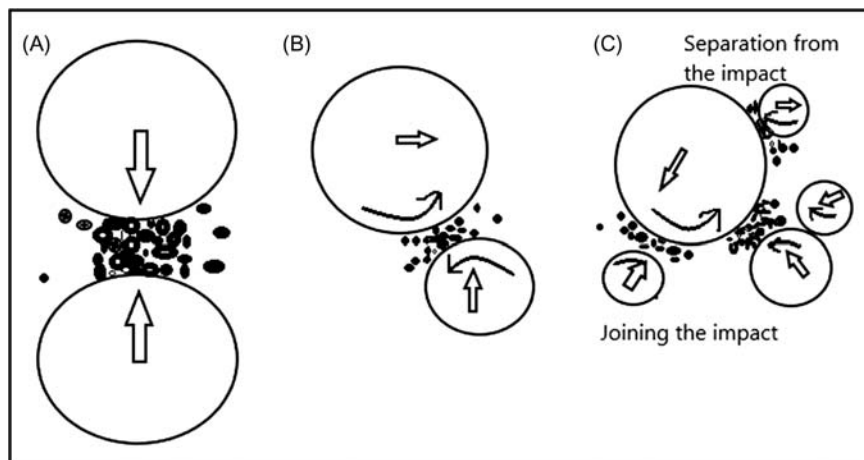 (A)
(B)
(C)
Separation from
the impact
Joining the impact